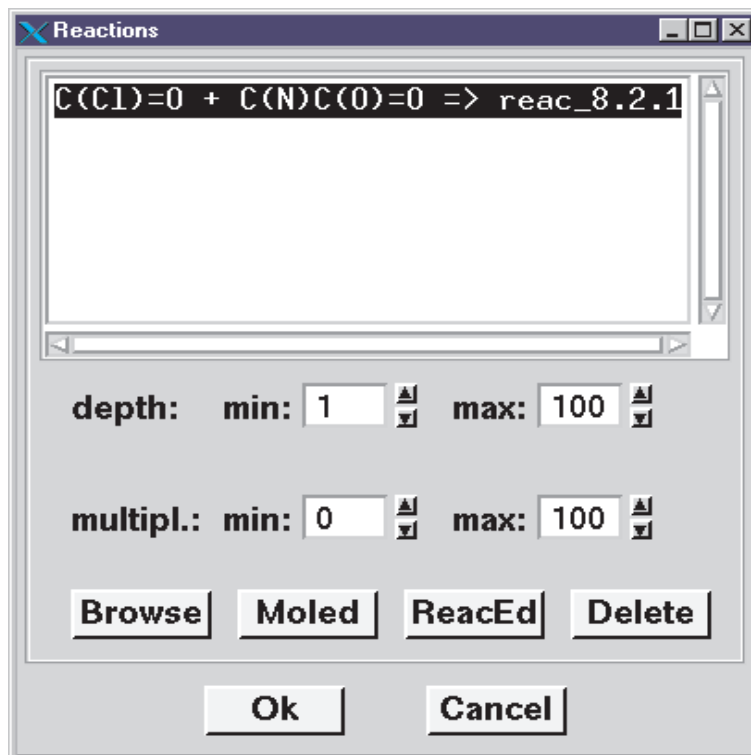 Reactions
C(Cl)=O + C(N)C(O)=O => reac_8.2.1
depth: min: 1 max: 100
multipl.: min: 0 max: 100
Browse Moled ReacEd Delete
Ok Cancel